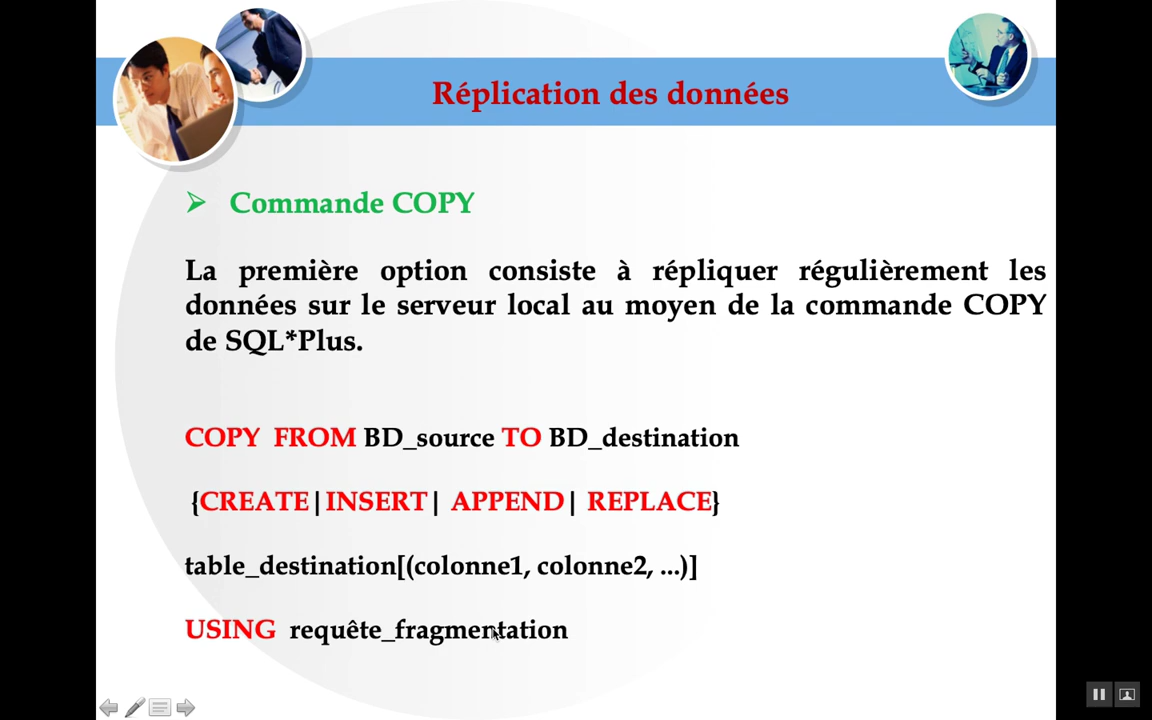 Réplication des données
➢ Commande COPY
La première option consiste à répliquer régulièrement les
données sur le serveur local au moyen de la commande COPY
de SQL*Plus.
COPY FROM BD_source TO BD_destination
{CREATE|INSERT| APPEND| REPLACE}
table_destination[(colonne1, colonne2, ...)]
USING requête_fragmentation